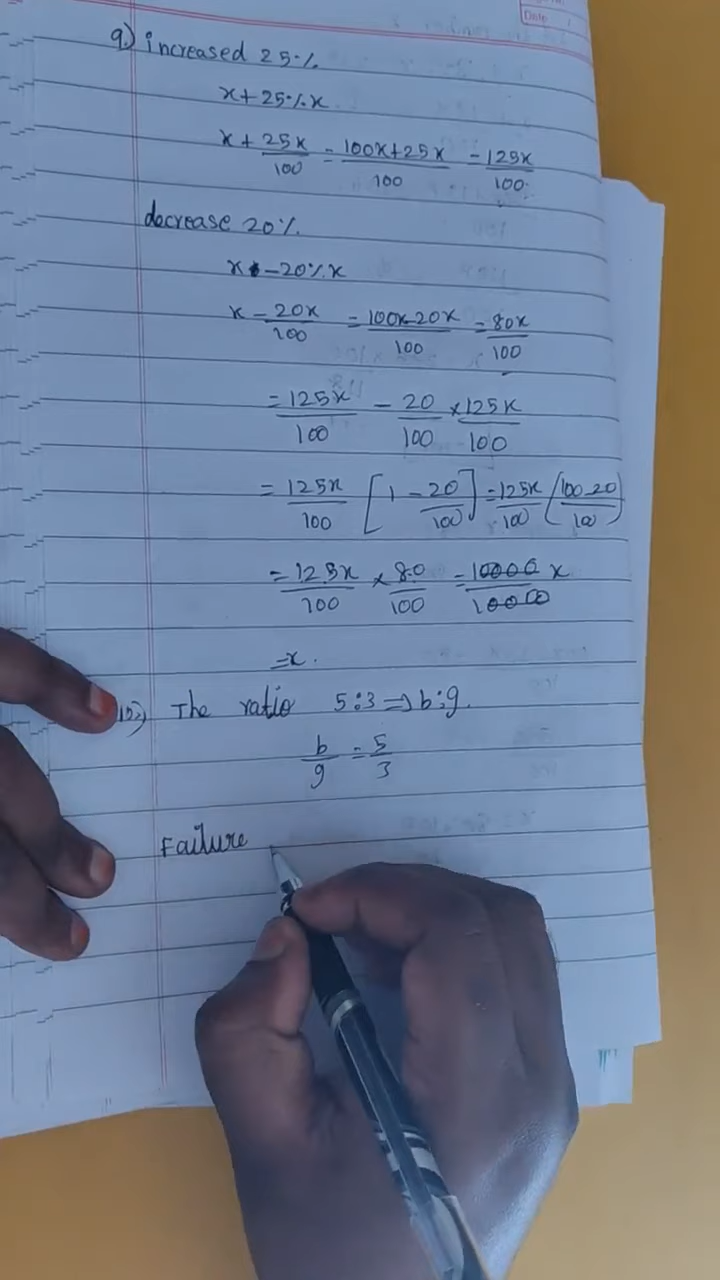 Date
9.) increased 25%
x+25%x
x + 25x/100 = 100x+25x/100 = 125x/100
decrease 20%.
x - 20%x
x - 20x/100 = 100x-20x/100 = 80x/100
= 125x/100 - 20/100 × 125x/100
= 125x/100 [1 - 20/100] = 125x/100 (100-20/100)
= 125x/100 × 80/100 = 10000x/10000
= x.
10) The ratio 5:3 ⇒ b:g.
b/g = 5/3
Failure